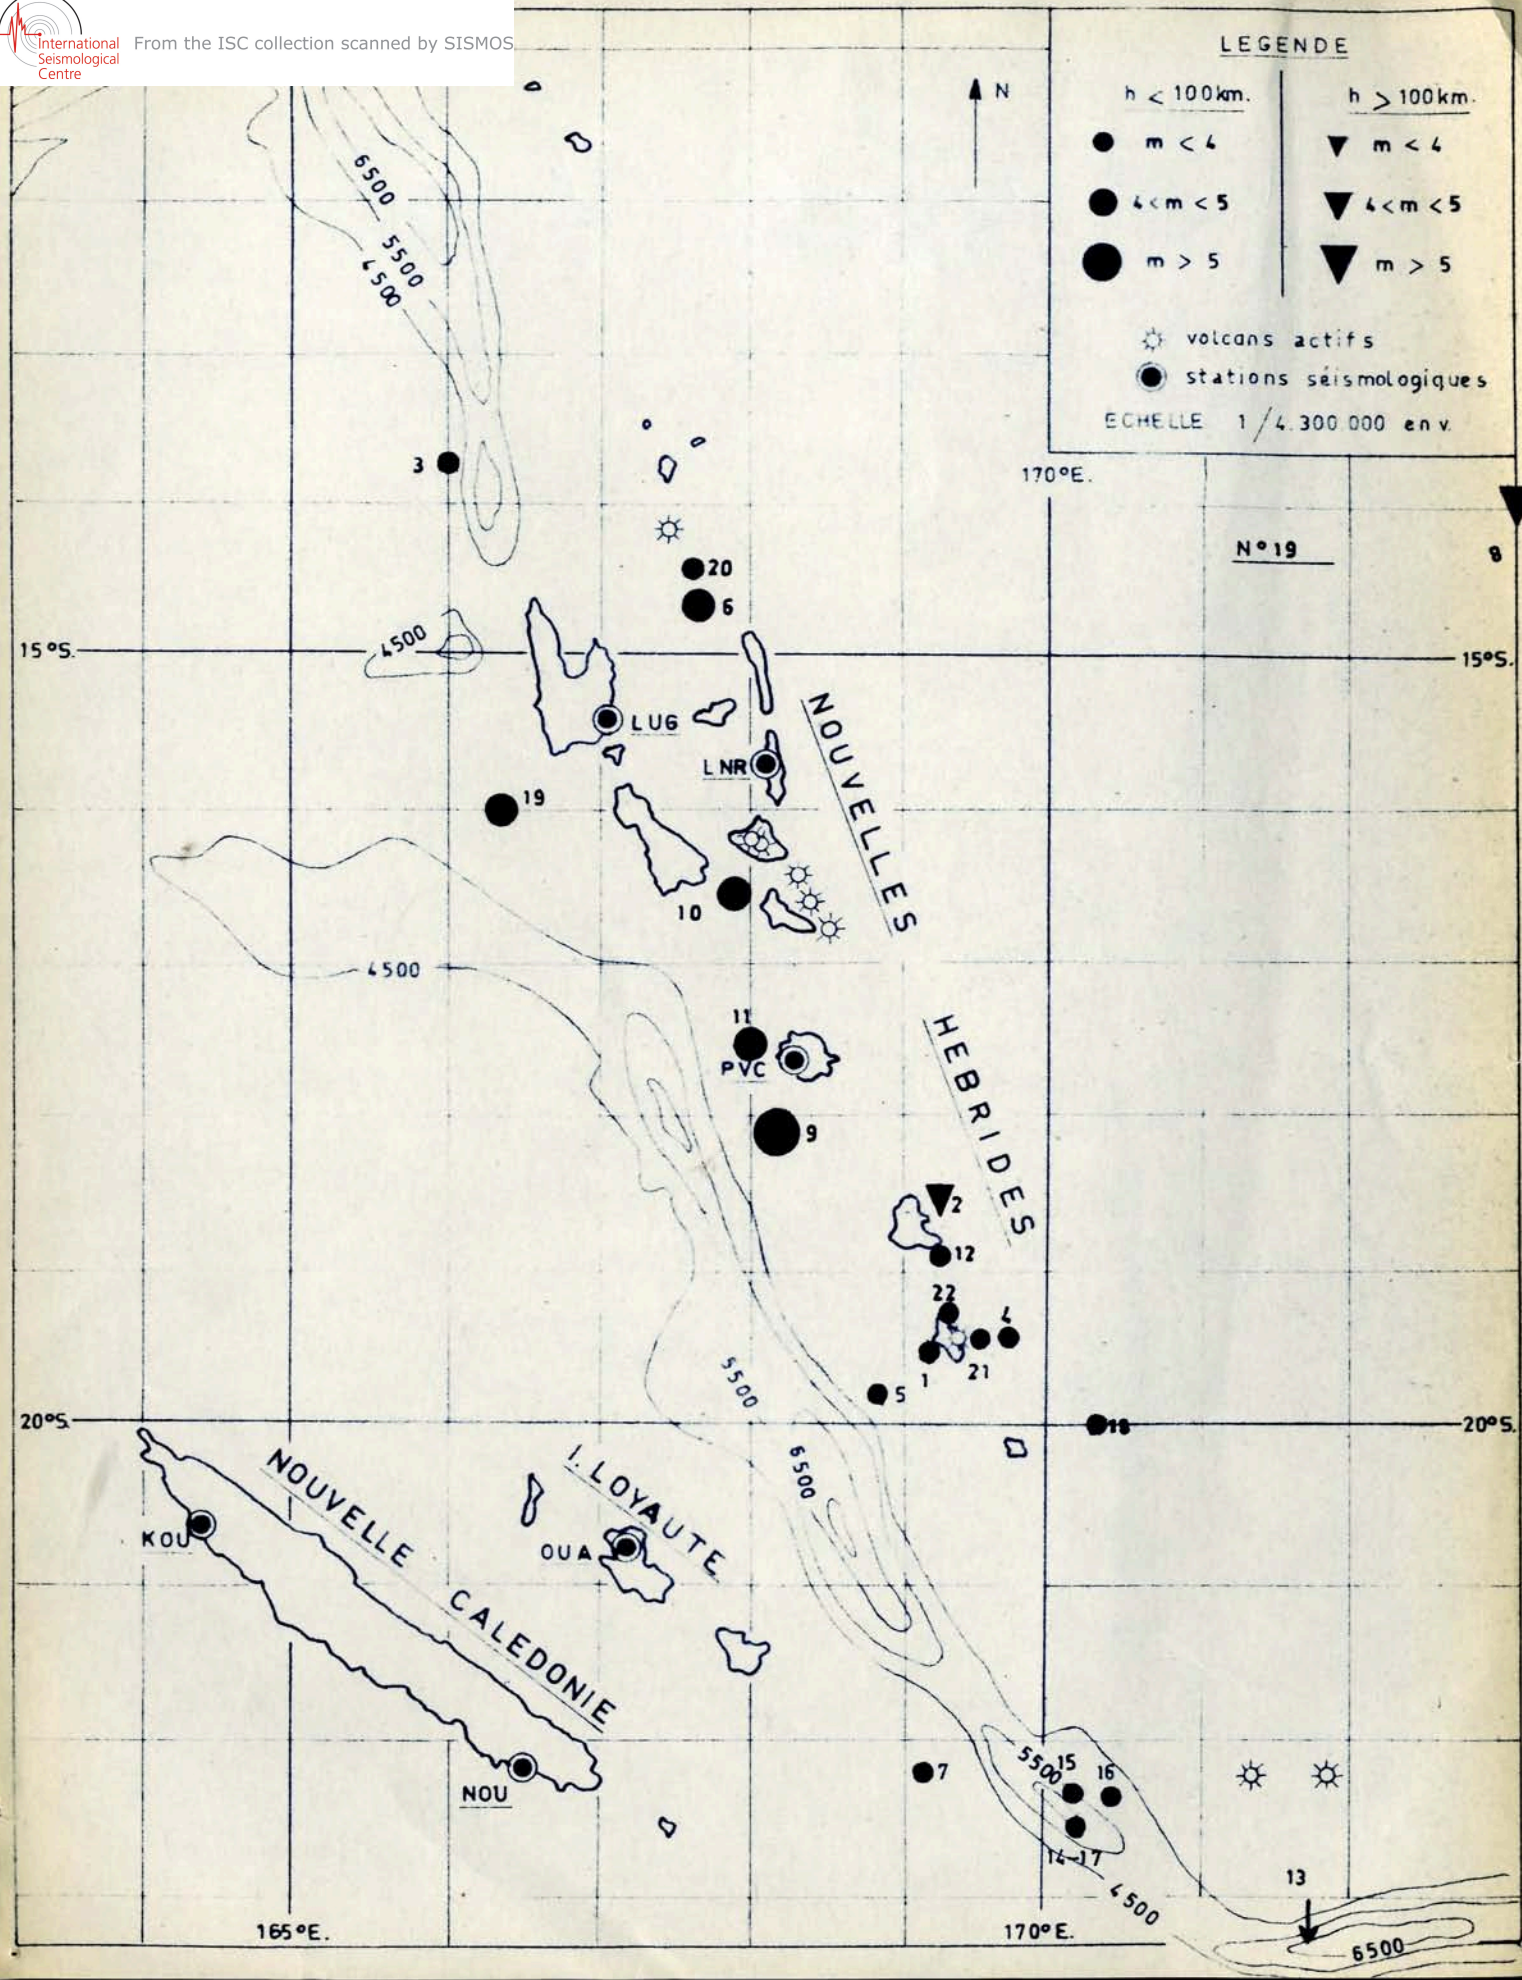 International
Seismological
Centre
From the ISC collection scanned by SISMOS
LEGENDE
h < 100km.
h > 100km.
m < 4
m < 4
4<m < 5
4<m <5
m > 5
m > 5
volcans actifs
stations séismologiques
ECHELLE 1/4.300.000 env.
N
6500
5500
4500
3
170°E.
N°19
8
20
6
15°S.
4500
15°S.
LUG
LNR
NOUVELLES
19
10
4500
11
PVC
HEBRIDES
9
2
12
22
4
1
21
5
5500
20°S.
18
20°S.
6500
NOUVELLE CALEDONIE
I. LOYAUTE
KOU
OUA
NOU
7
5500
15
16
14-17
13
4500
165°E.
170°E.
6500